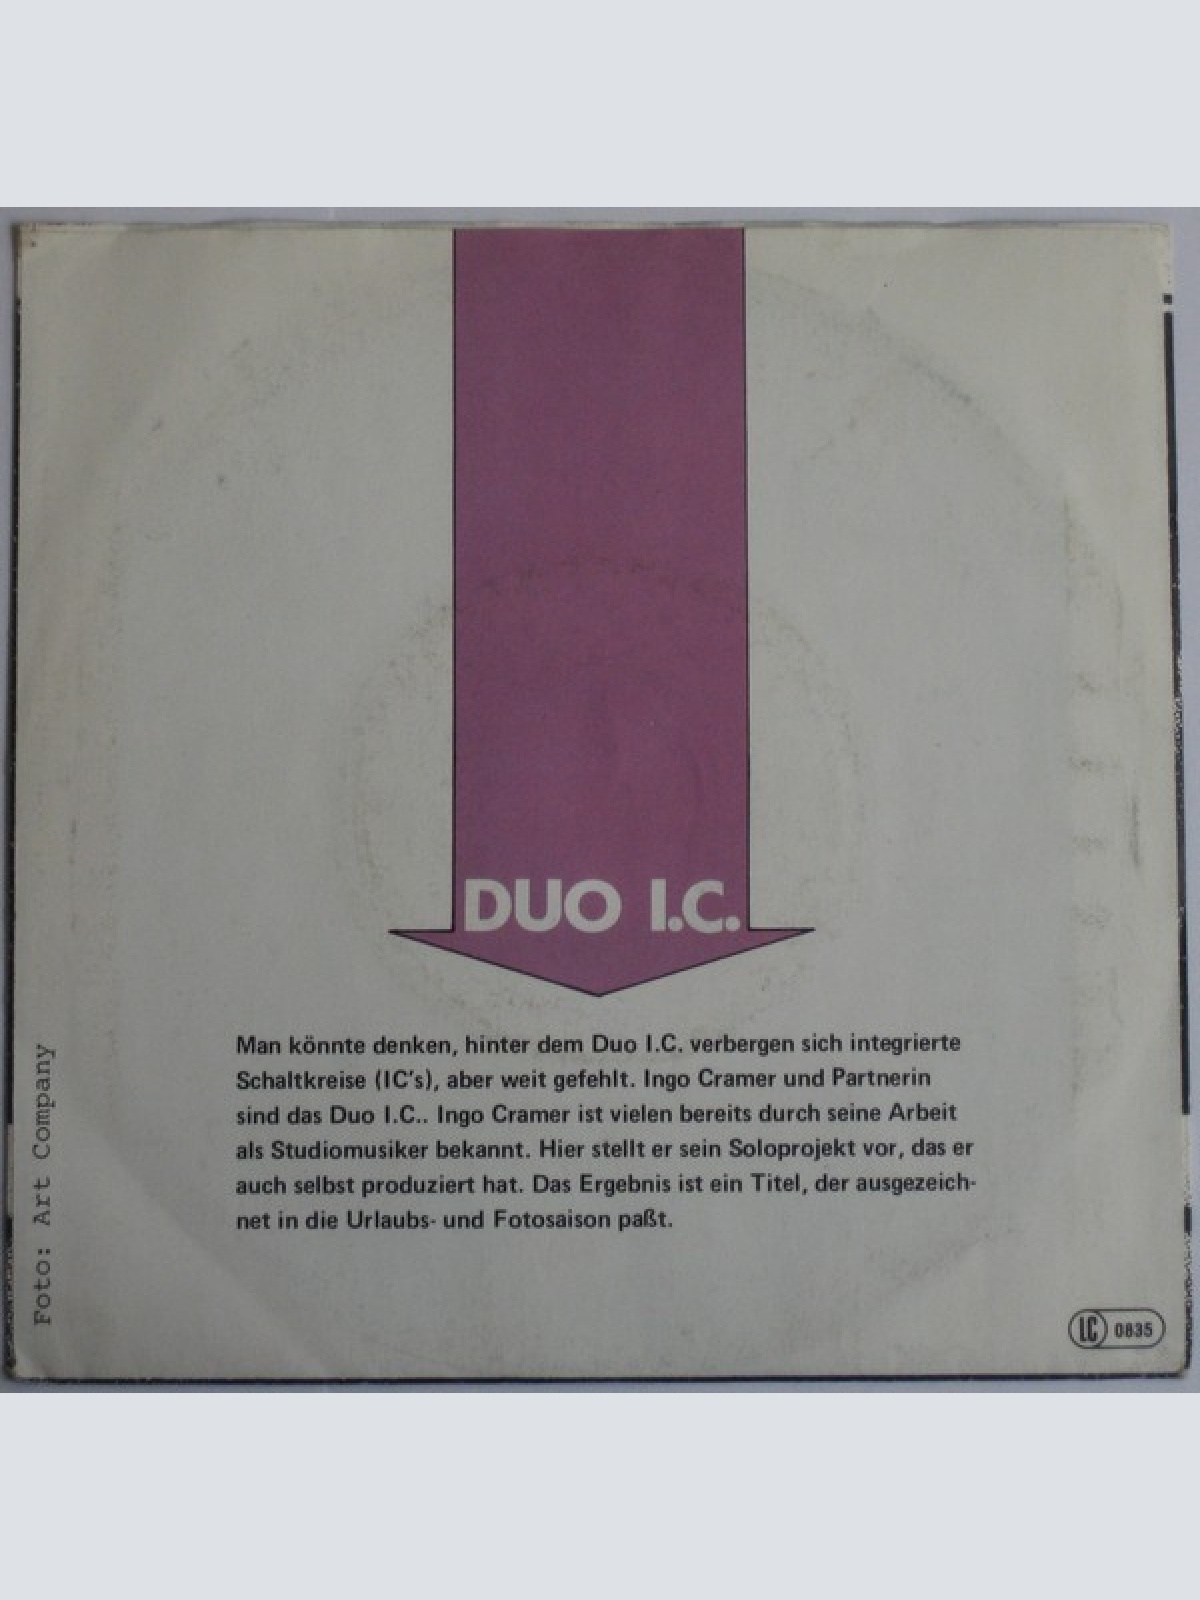 DUO I.C.
Man könnte denken, hinter dem Duo I.C. verbergen sich integrierte
Schaltkreise (IC's), aber weit gefehlt. Ingo Cramer und Partnerin
sind das Duo I.C.. Ingo Cramer ist vielen bereits durch seine Arbeit
als Studiomusiker bekannt. Hier stellt er sein Soloprojekt vor, das er
auch selbst produziert hat. Das Ergebnis ist ein Titel, der ausgezeich-
net in die Urlaubs- und Fotosaison paßt.
Foto: Art Company
LC 0835